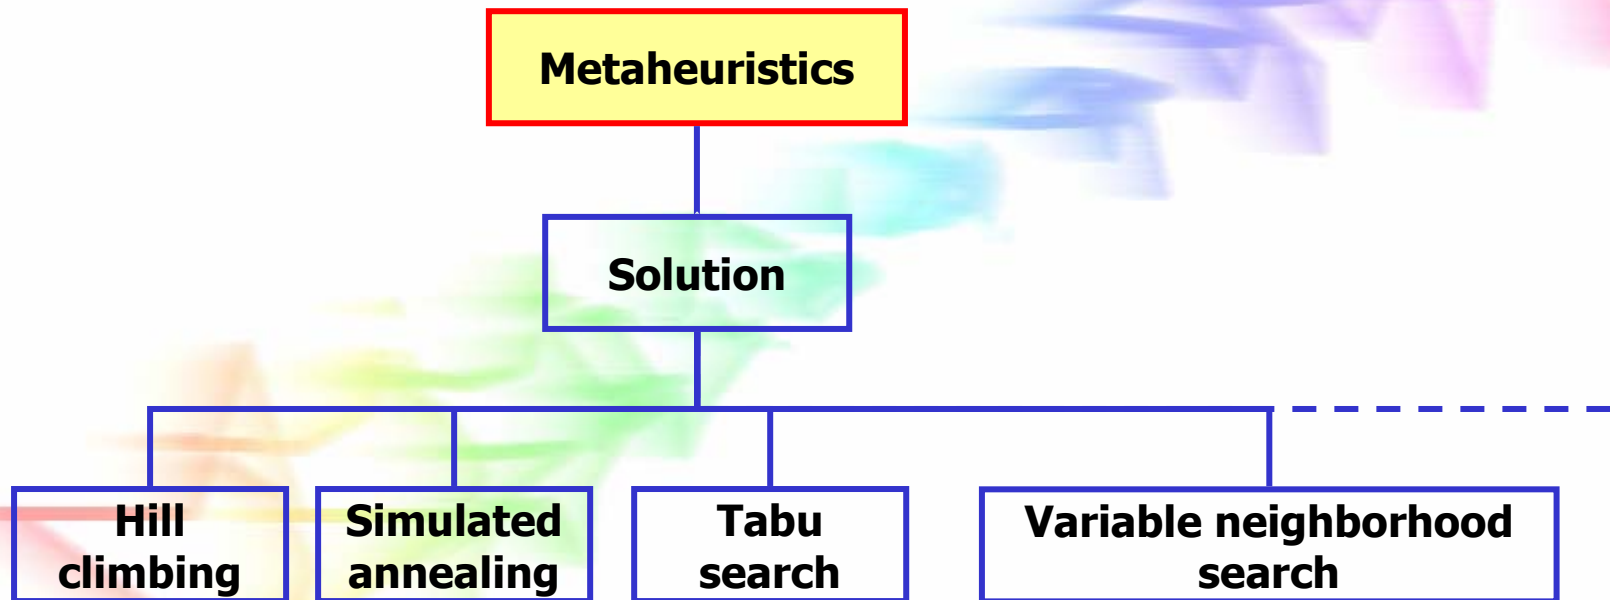 Metaheuristics
Solution
Hill
climbing
Simulated
annealing
Tabu
search
Variable neighborhood
search